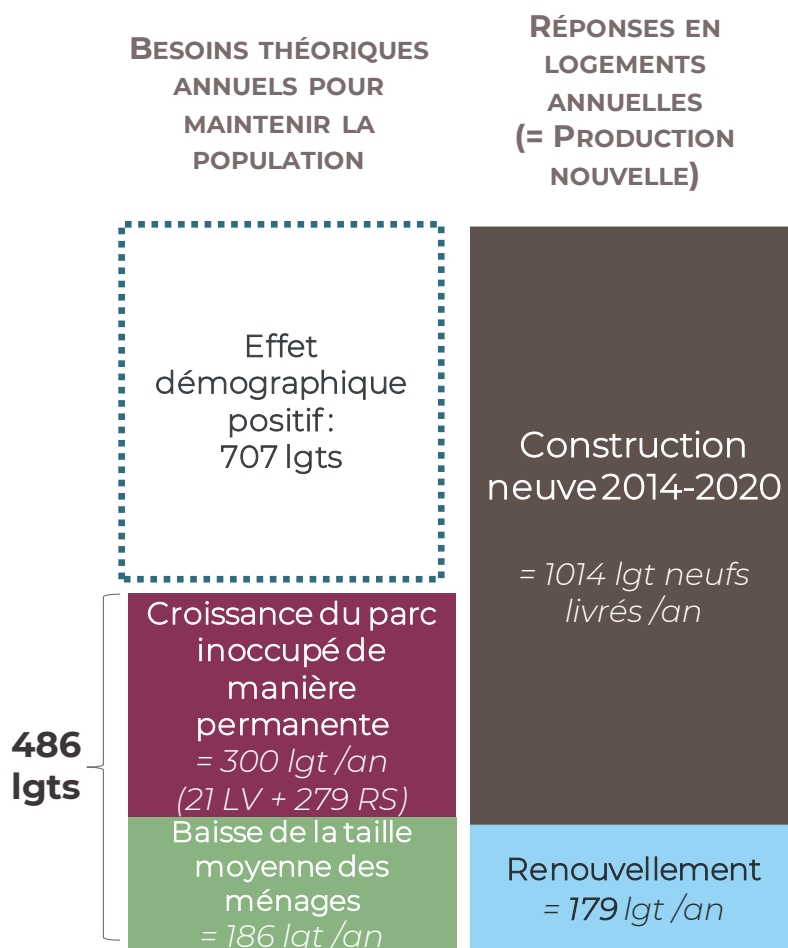 BESOINS THÉORIQUES
ANNUELS POUR
MAINTENIR LA
POPULATION
RÉPONSES EN
LOGEMENTS
ANNUELLES
(= PRODUCTION
NOUVELLE)
Effet
démographique
positif :
707 lgts
Croissance du parc
inoccupé de
manière
permanente
= 300 lgt /an
(21 LV + 279 RS)
Baisse de la taille
moyenne des
ménages
= 186 lgt /an
486
lgts
Construction
neuve 2014-2020
= 1014 lgt neufs
livrés /an
Renouvellement
= 179 lgt /an